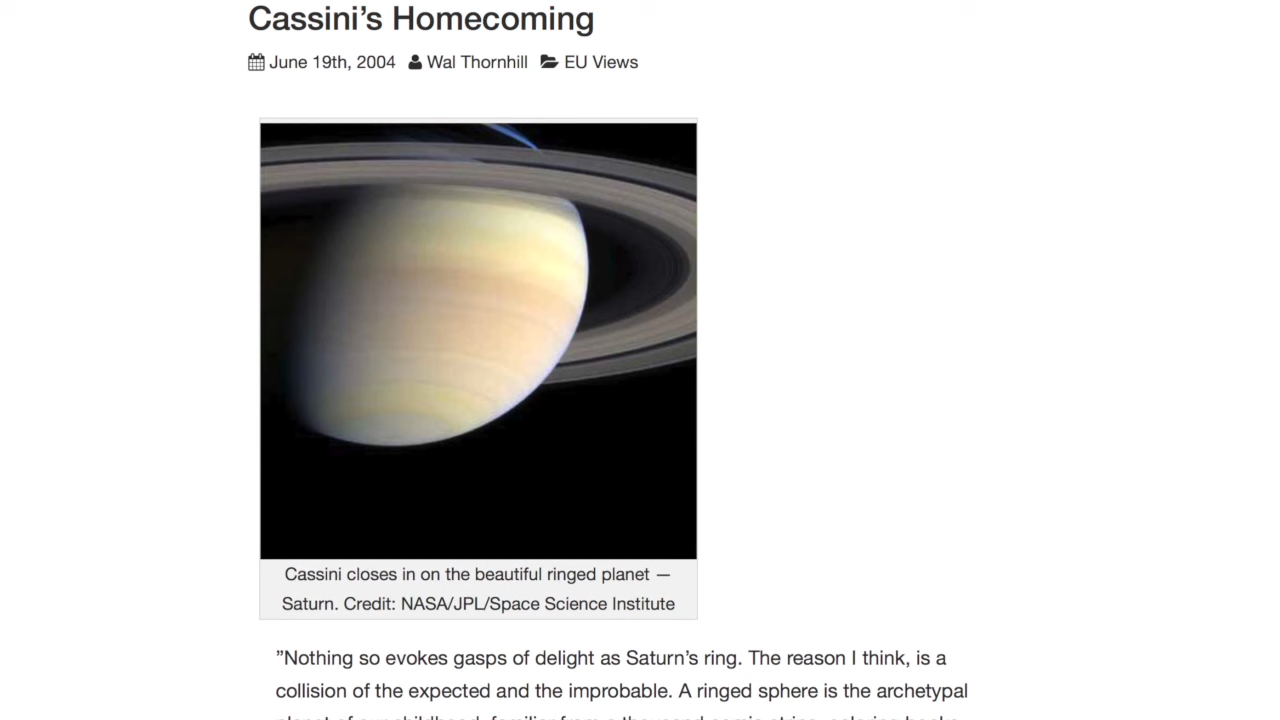 Cassini’s Homecoming
June 19th, 2004 Wal Thornhill EU Views
Cassini closes in on the beautiful ringed planet —
Saturn. Credit: NASA/JPL/Space Science Institute
”Nothing so evokes gasps of delight as Saturn’s ring. The reason I think, is a
collision of the expected and the improbable. A ringed sphere is the archetypal